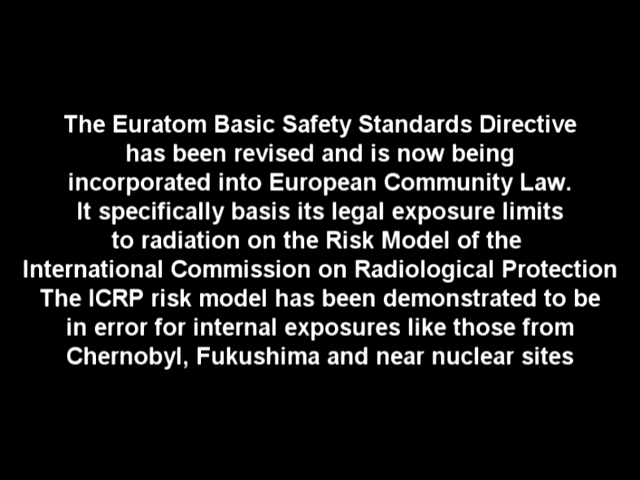 The Euratom Basic Safety Standards Directive
has been revised and is now being
incorporated into European Community Law.
It specifically basis its legal exposure limits
to radiation on the Risk Model of the
International Commission on Radiological Protection
The ICRP risk model has been demonstrated to be
in error for internal exposures like those from
Chernobyl, Fukushima and near nuclear sites